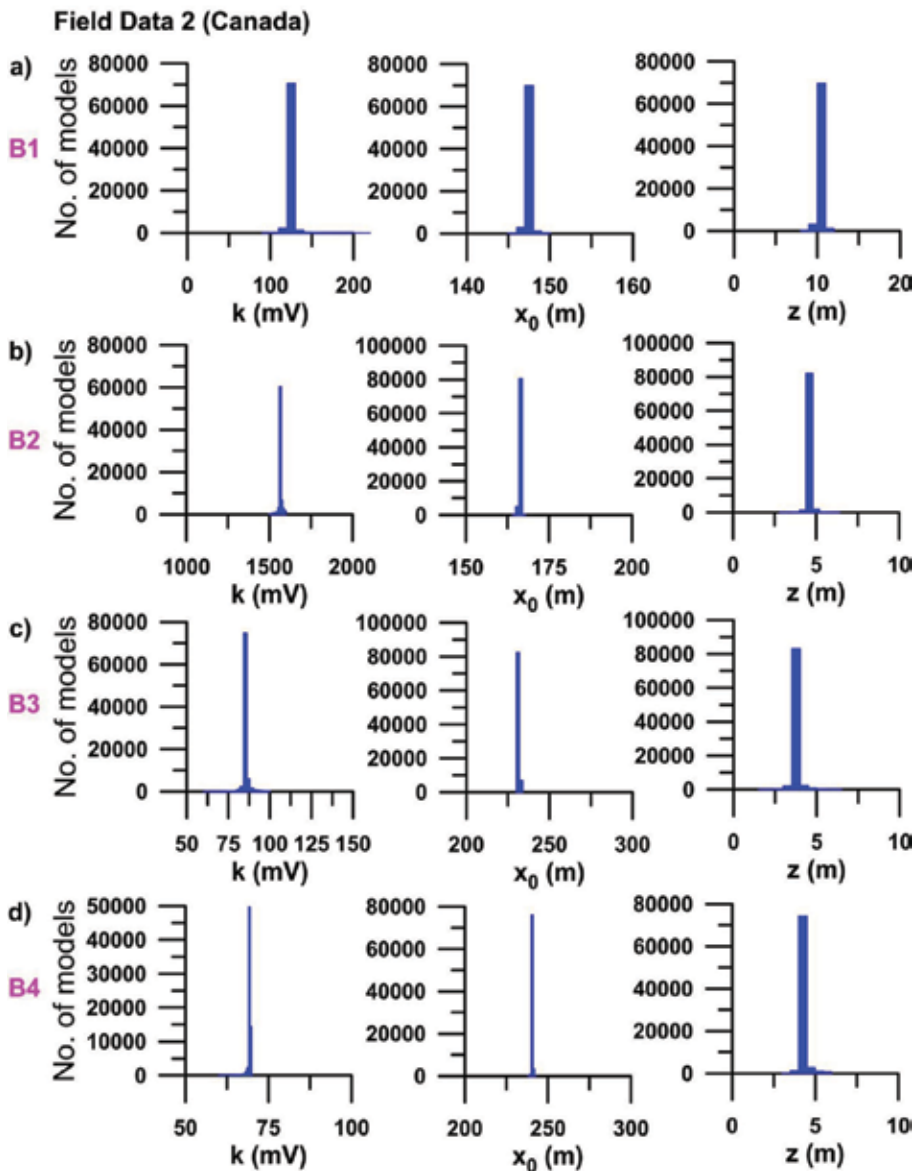 Field Data 2 (Canada)
a)
B1
No. of models
80000
60000
40000
20000
0
0 100 200
k (mV)
80000
60000
40000
20000
0
140 150 160
x₀ (m)
80000
60000
40000
20000
0
0 10 20
z (m)
b)
B2
No. of models
80000
60000
40000
20000
0
1000 1500 2000
k (mV)
100000
80000
60000
40000
20000
0
150 175 200
x₀ (m)
100000
80000
60000
40000
20000
0
0 5 10
z (m)
c)
B3
No. of models
80000
60000
40000
20000
0
50 75 100 125 150
k (mV)
100000
80000
60000
40000
20000
0
200 250 300
x₀ (m)
100000
80000
60000
40000
20000
0
0 5 10
z (m)
d)
B4
No. of models
50000
40000
30000
20000
10000
0
50 75 100
k (mV)
80000
60000
40000
20000
0
200 250 300
x₀ (m)
80000
60000
40000
20000
0
0 5 10
z (m)